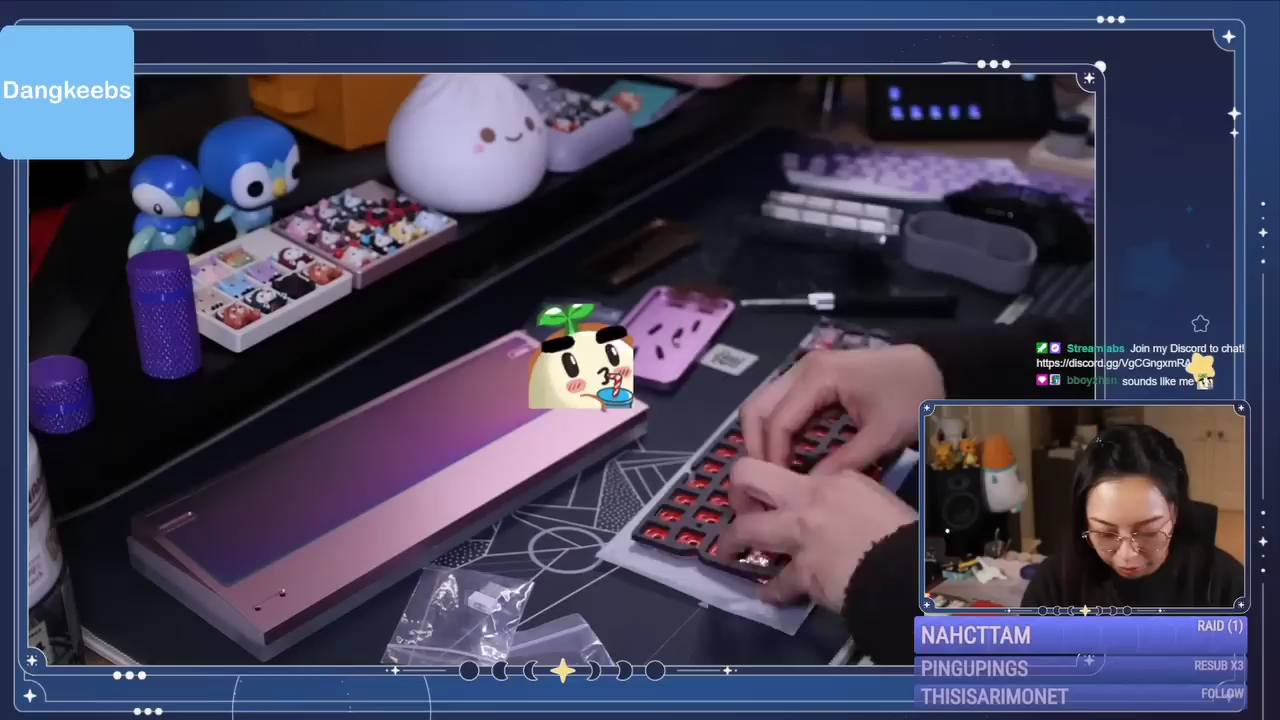 Dangkeebs
Streamlabs Join my Discord to chat!
https://discord.gg/VgCGngxmRA
bboyzhan sounds like me
NAHCTTAM RAID (1)
PINGUPINGS RESUB X3
THISISARIMONET FOLLOW